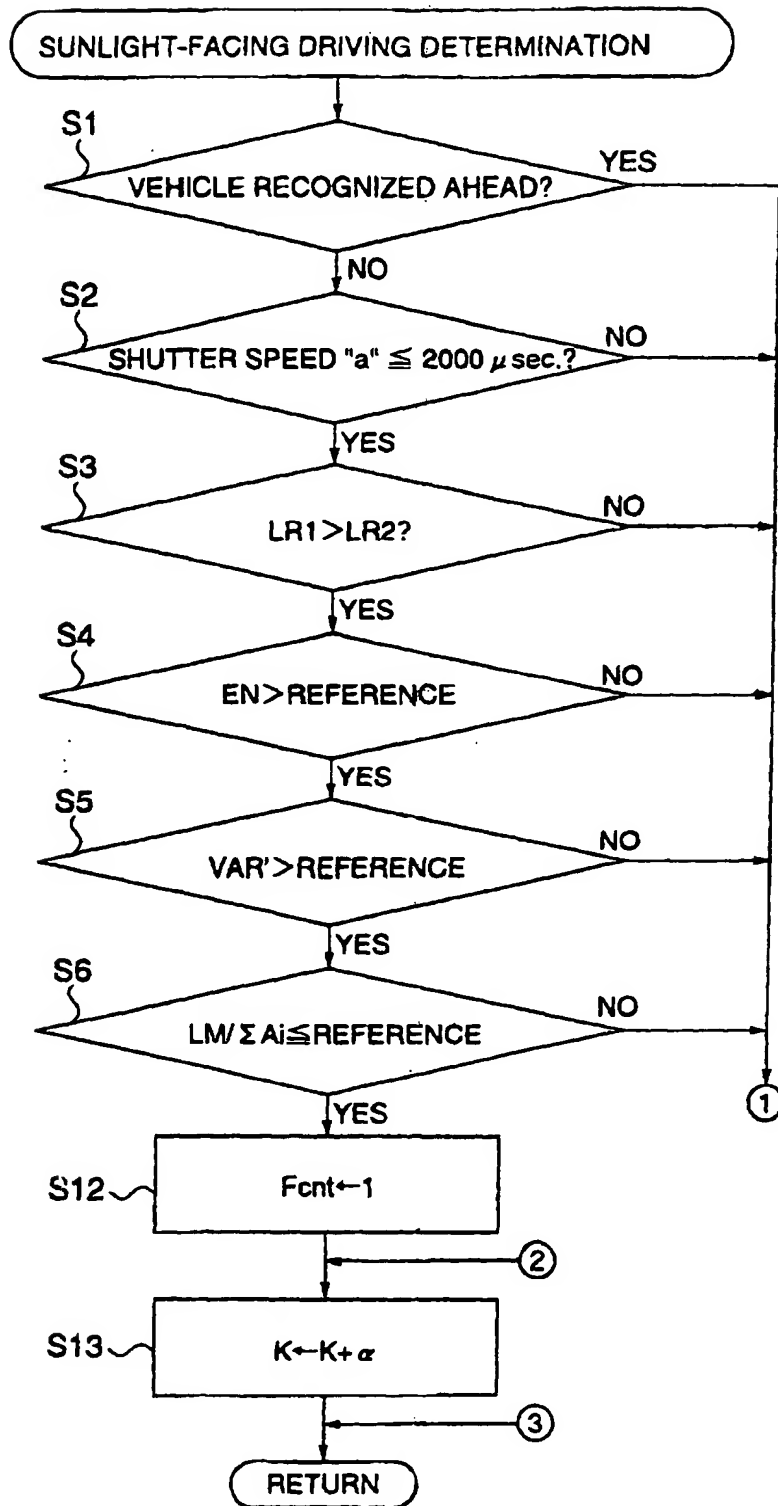 SUNLIGHT-FACING DRIVING DETERMINATION
S1
VEHICLE RECOGNIZED AHEAD?
YES
NO
S2
SHUTTER SPEED "a" ≦ 2000 μ sec.?
NO
YES
S3
LR1>LR2?
NO
YES
S4
EN>REFERENCE
NO
YES
S5
VAR'>REFERENCE
NO
YES
S6
LM/ΣAi≦REFERENCE
NO
YES
①
S12
Fcnt←1
②
S13
K←K+α
③
RETURN